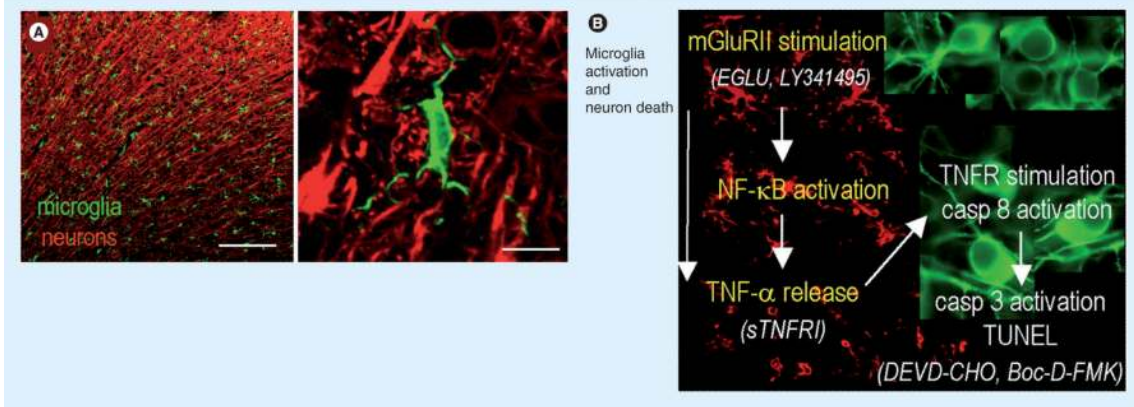 A
microglia
neurons
B
Microglia
activation
and
neuron death
mGluRII stimulation
(EGLU, LY341495)
NF-κB activation
TNF-α release
(sTNFRI)
TNFR stimulation
casp 8 activation
casp 3 activation
TUNEL
(DEVD-CHO, Boc-D-FMK)